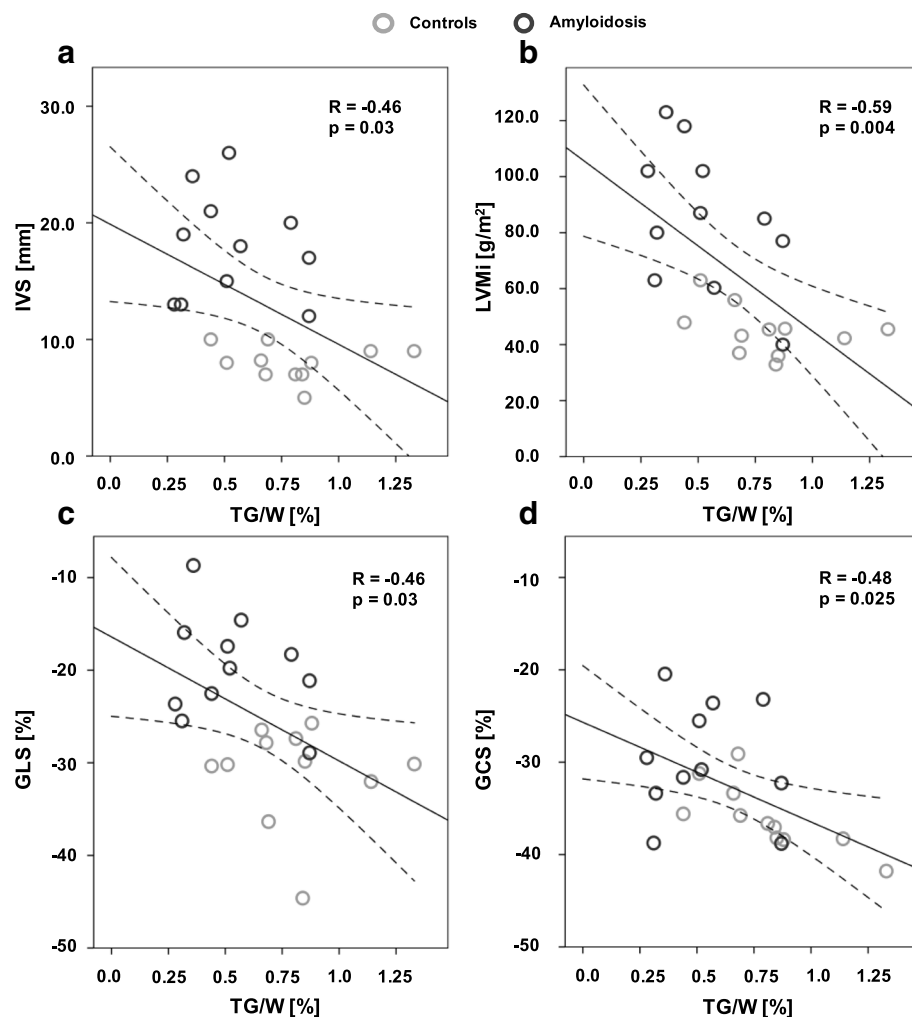 Controls Amyloidosis
a
b
R = -0.46
p = 0.03
R = -0.59
p = 0.004
IVS [mm]
30.0
20.0
10.0
0.0
LVMi [g/m²]
120.0
100.0
80.0
60.0
40.0
20.0
0.0
0.0 0.25 0.5 0.75 1.0 1.25
TG/W [%]
0.0 0.25 0.5 0.75 1.0 1.25
TG/W [%]
c
d
R = -0.46
p = 0.03
R = -0.48
p = 0.025
GLS [%]
-10
-20
-30
-40
-50
GCS [%]
-10
-20
-30
-40
-50
0.0 0.25 0.5 0.75 1.0 1.25
TG/W [%]
0.0 0.25 0.5 0.75 1.0 1.25
TG/W [%]